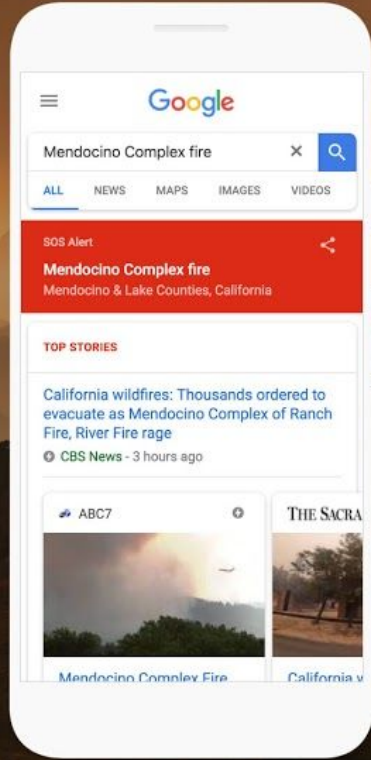 Google
Mendocino Complex fire
ALL NEWS MAPS IMAGES VIDEOS
SOS Alert
Mendocino Complex fire
Mendocino & Lake Counties, California
TOP STORIES
California wildfires: Thousands ordered to
evacuate as Mendocino Complex of Ranch
Fire, River Fire rage
CBS News - 3 hours ago
ABC7
THE SACRA
Mendocino Complex Fire
California w